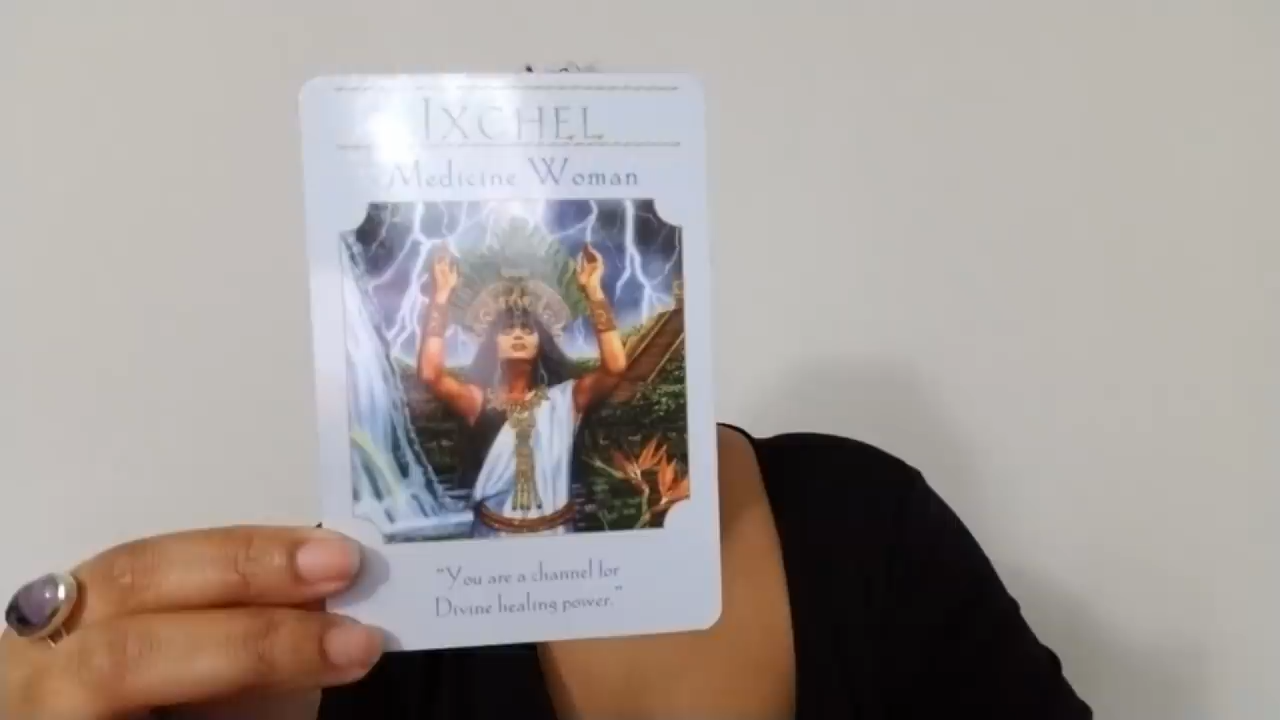 IXCHEL
Medicine Woman
"You are a channel for
Divine healing power."